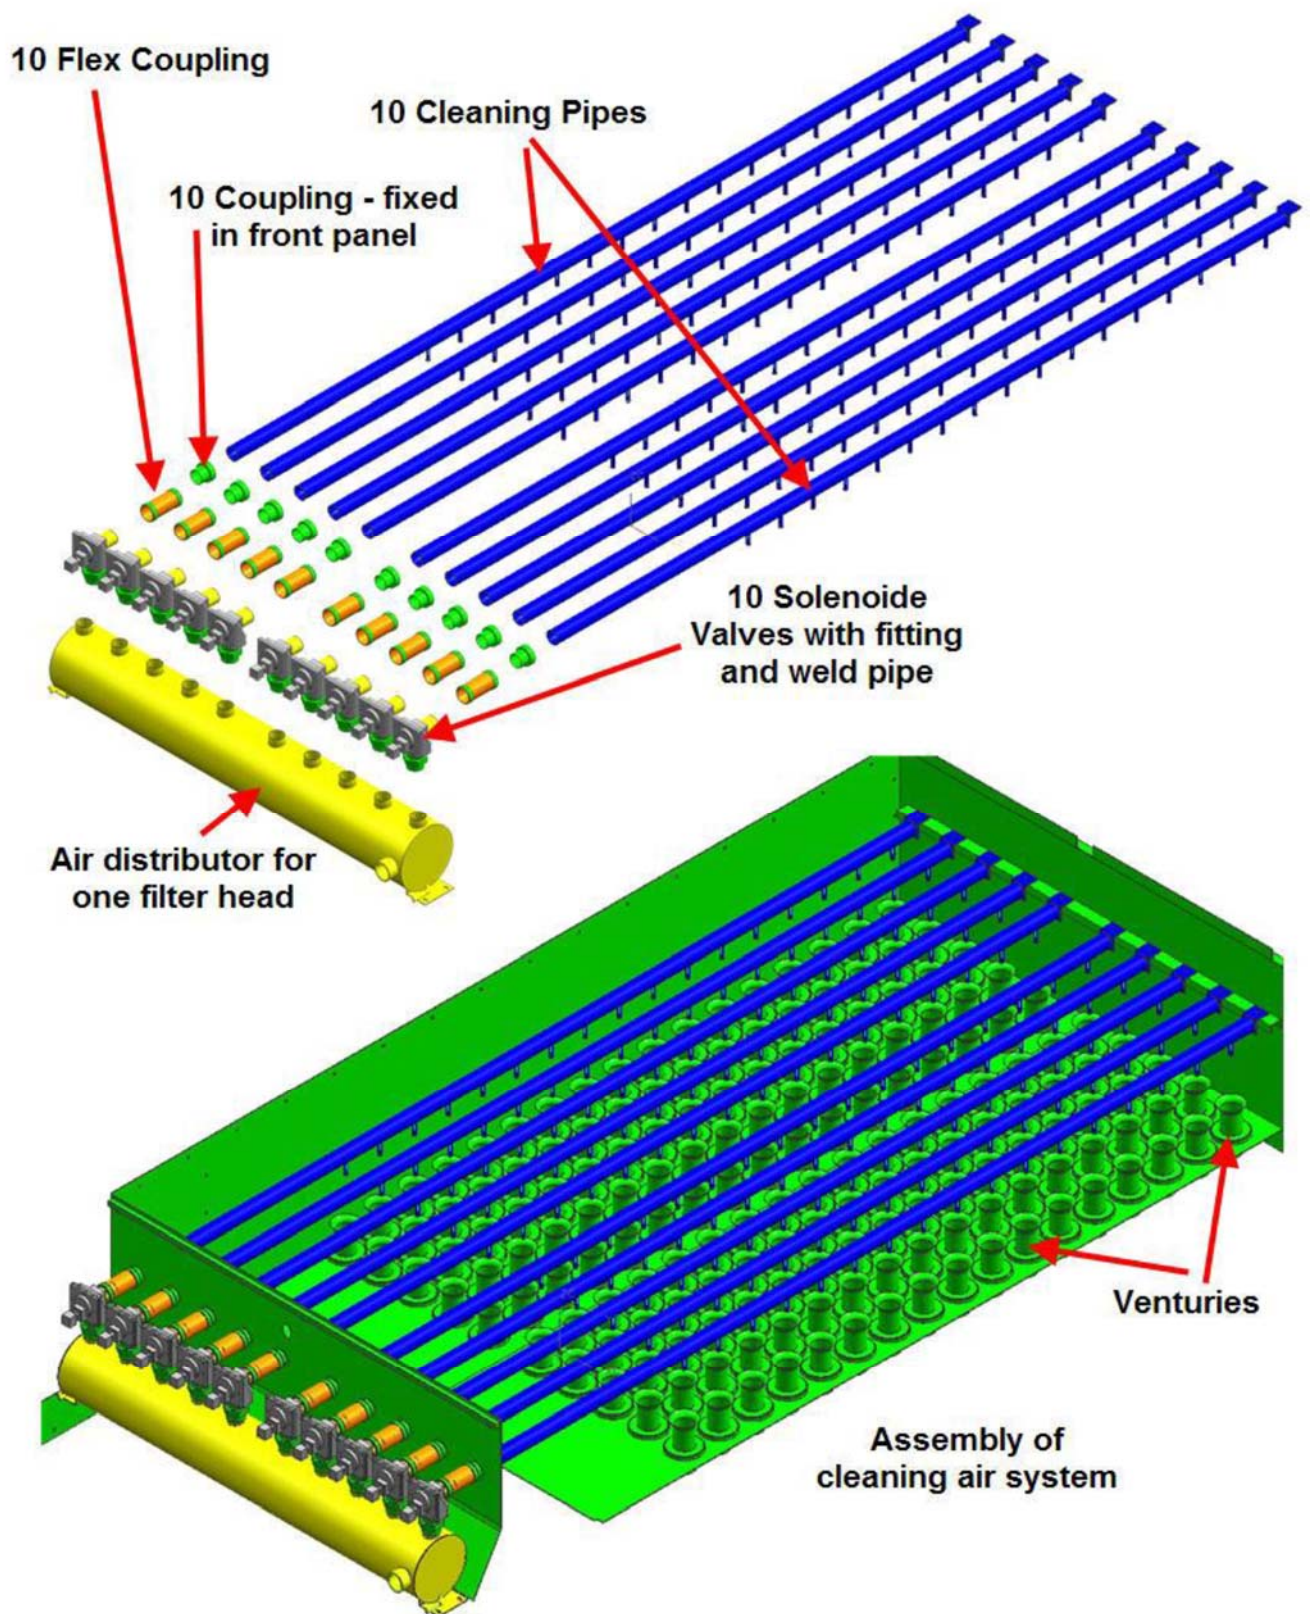 10 Flex Coupling
10 Cleaning Pipes
10 Coupling - fixed
in front panel
10 Solenoide
Valves with fitting
and weld pipe
Air distributor for
one filter head
Venturies
Assembly of
cleaning air system